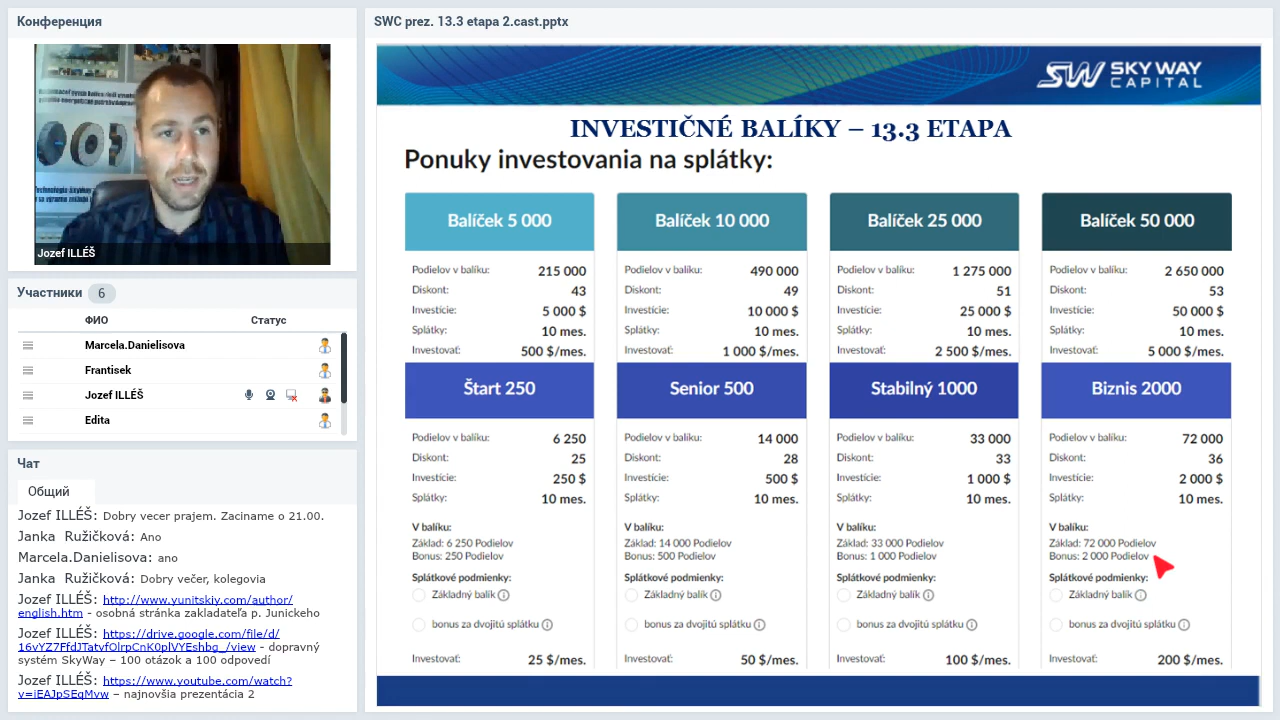 Конференция
Jozef ILLÉŠ
Участники 6
ФИО Статус
Marcela.Danielisova
Frantisek
Jozef ILLÉŠ
Edita
Чат
Общий
Jozef ILLÉŠ: Dobry vecer prajem. Zaciname o 21.00.
Janka Ružičková: Ano
Marcela.Danielisova: ano
Janka Ružičková: Dobry večer, kolegovia
Jozef ILLÉŠ: http://www.yunitskiy.com/author/
english.htm - osobná stránka zakladateľa p. Junického
Jozef ILLÉŠ: https://drive.google.com/file/d/
16vYZ7FfdJTatvfOlrpCnK0plVYEshbg_/view - dopravný
systém SkyWay – 100 otázok a 100 odpovedí
Jozef ILLÉŠ: https://www.youtube.com/watch?
v=iEAJpSEqMvw – najnovšia prezentácia 2
SWC prez. 13.3 etapa 2.cast.pptx
SW SKY WAY
CAPITAL
INVESTIČNÉ BALÍKY – 13.3 ETAPA
Ponuky investovania na splátky:
Balíček 5 000
Podielov v balíku: 215 000
Diskont: 43
Investície: 5 000 $
Splátky: 10 mes.
Investovať: 500 $/mes.
Balíček 10 000
Podielov v balíku: 490 000
Diskont: 49
Investície: 10 000 $
Splátky: 10 mes.
Investovať: 1 000 $/mes.
Balíček 25 000
Podielov v balíku: 1 275 000
Diskont: 51
Investície: 25 000 $
Splátky: 10 mes.
Investovať: 2 500 $/mes.
Balíček 50 000
Podielov v balíku: 2 650 000
Diskont: 53
Investície: 50 000 $
Splátky: 10 mes.
Investovať: 5 000 $/mes.
Štart 250
Podielov v balíku: 6 250
Diskont: 25
Investície: 250 $
Splátky: 10 mes.
V balíku:
Základ: 6 250 Podielov
Bonus: 250 Podielov
Splátkové podmienky:
Základný balík
bonus za dvojitú splátku
Investovať: 25 $/mes.
Senior 500
Podielov v balíku: 14 000
Diskont: 28
Investície: 500 $
Splátky: 10 mes.
V balíku:
Základ: 14 000 Podielov
Bonus: 500 Podielov
Splátkové podmienky:
Základný balík
bonus za dvojitú splátku
Investovať: 50 $/mes.
Stabilný 1000
Podielov v balíku: 33 000
Diskont: 33
Investície: 1 000 $
Splátky: 10 mes.
V balíku:
Základ: 33 000 Podielov
Bonus: 1 000 Podielov
Splátkové podmienky:
Základný balík
bonus za dvojitú splátku
Investovať: 100 $/mes.
Biznis 2000
Podielov v balíku: 72 000
Diskont: 36
Investície: 2 000 $
Splátky: 10 mes.
V balíku:
Základ: 72 000 Podielov
Bonus: 2 000 Podielov
Splátkové podmienky:
Základný balík
bonus za dvojitú splátku
Investovať: 200 $/mes.